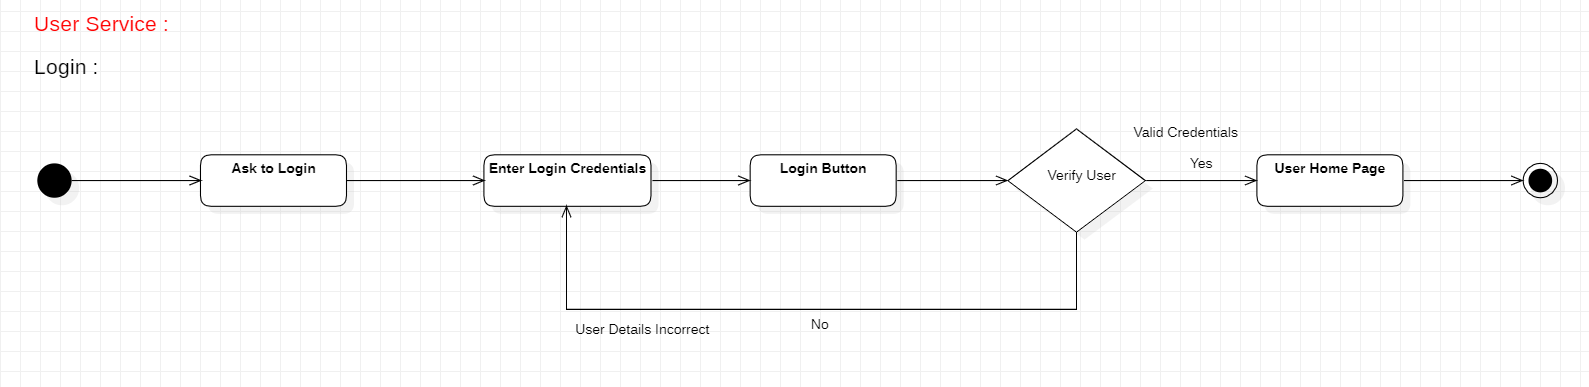 User Service :
Login :
Ask to Login
Enter Login Credentials
Login Button
Verify User
Valid Credentials
Yes
User Home Page
User Details Incorrect
No